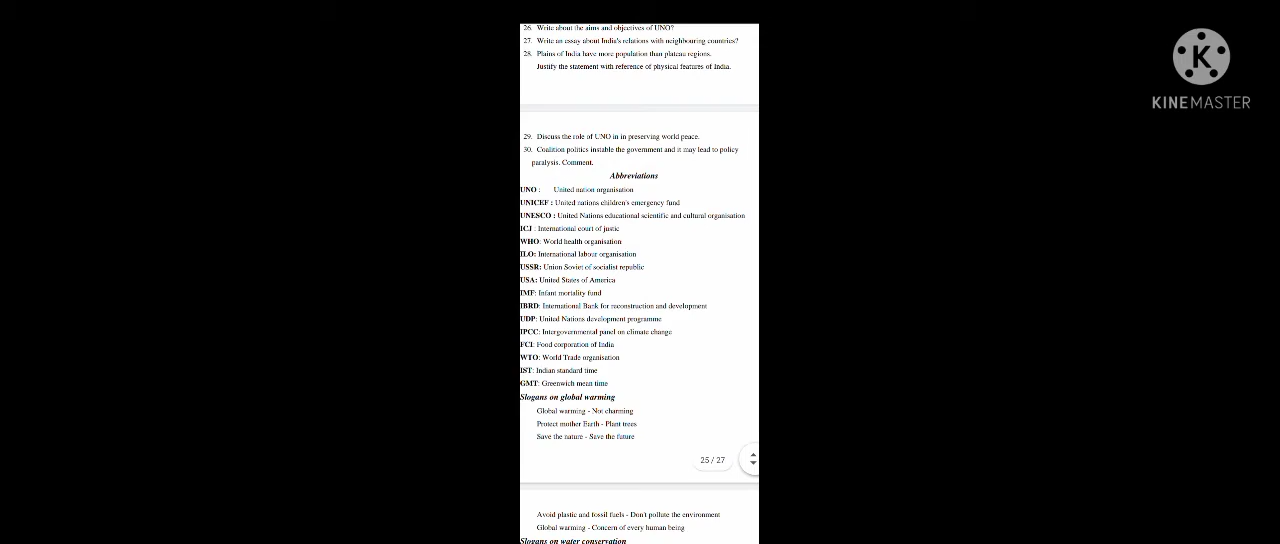 26. Write about the aims and objectives of UNO?
27. Write an essay about India's relations with neighbouring countries?
28. Plains of India have more population than plateau regions.
Justify the statement with reference of physical features of India.
K
KINEMASTER
29. Discuss the role of UNO in in preserving world peace.
30. Coalition politics instable the government and it may lead to policy
paralysis. Comment.
Abbreviations
UNO : United nation organisation
UNICEF : United nations children's emergency fund
UNESCO : United Nations educational scientific and cultural organisation
ICJ : International court of justic
WHO: World health organisation
ILO: International labour organisation
USSR: Union Soviet of socialist republic
USA: United States of America
IMF: Infant mortality fund
IBRD: International Bank for reconstruction and development
UDP: United Nations development programme
IPCC: Intergovernmental panel on climate change
FCI: Food corporation of India
WTO: World Trade organisation
IST: Indian standard time
GMT: Greenwich mean time
Slogans on global warming
Global warming - Not charming
Protect mother Earth - Plant trees
Save the nature - Save the future
25 / 27
Avoid plastic and fossil fuels - Don't pollute the environment
Global warming - Concern of every human being
Slogans on water conservation